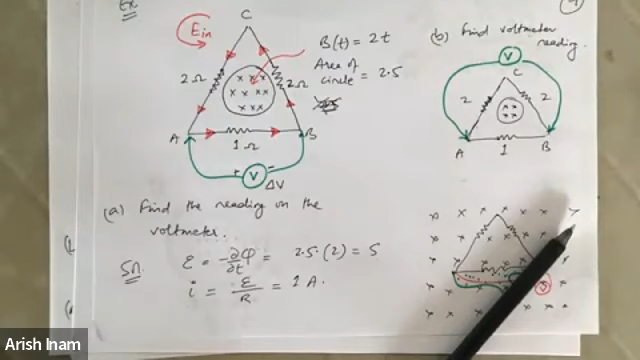 Ex
C
Ein
B(t) = 2t
Area of
circle = 2.5
2Ω
2Ω
A
1Ω
B
+ V -
ΔV
(a) Find the reading on the
voltmeter.
Sol.
ε = -∂φ/∂t = 2.5.(2) = 5
i = ε/R = 1 A.
(b) Find voltmeter
reading.
V
C
2
2
A
1
B
Arish Inam